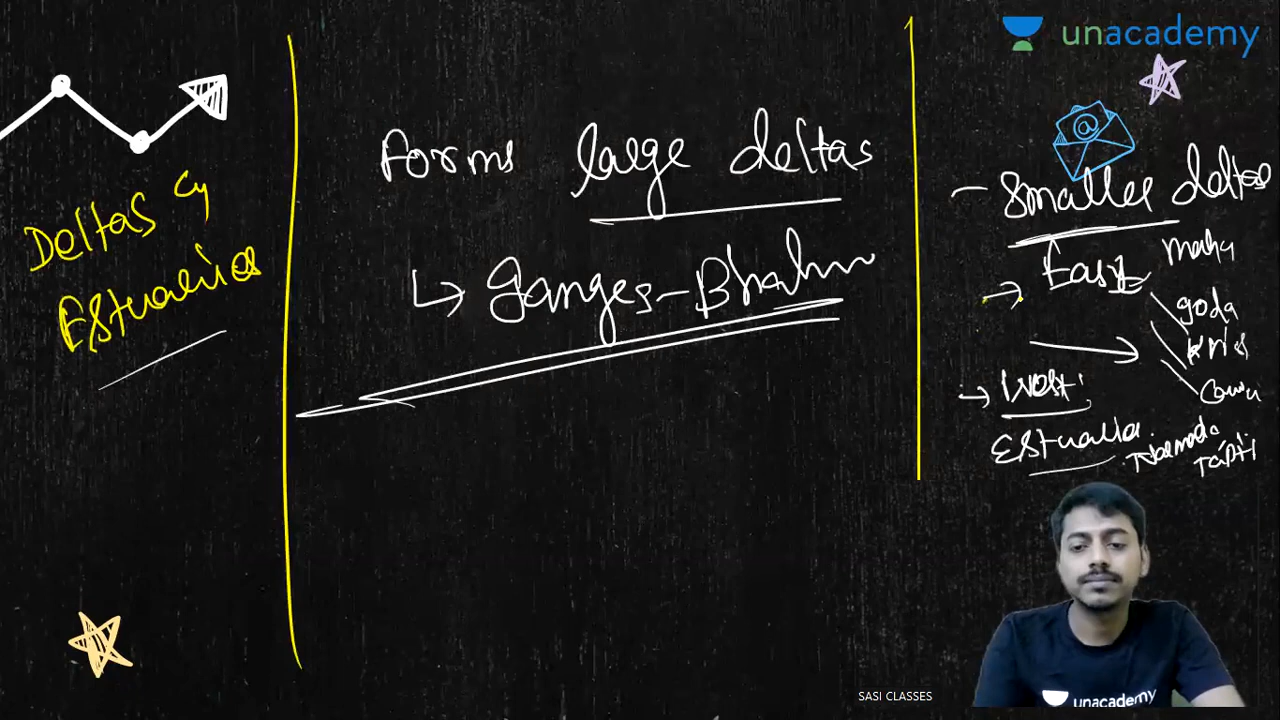 unacademy
Deltas &
Estuaries
Forms large deltas
↳ Ganges-Brahm
- Smaller deltas
→ East
Maha
goda
kris
Cauv
→ West:
Estuaria.
Narmada
Tapti
unacademy
SASI CLASSES